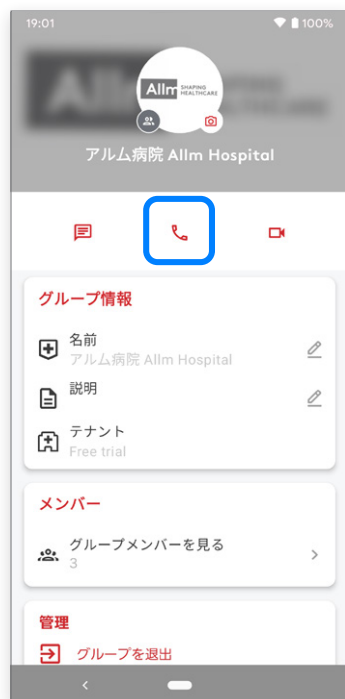 19:01
100%
Allm SHAPING
HEALTHCARE
アルム病院 Allm Hospital
グループ情報
名前
アルム病院 Allm Hospital
説明
テナント
Free trial
メンバー
グループメンバーを見る
3
管理
グループを退出